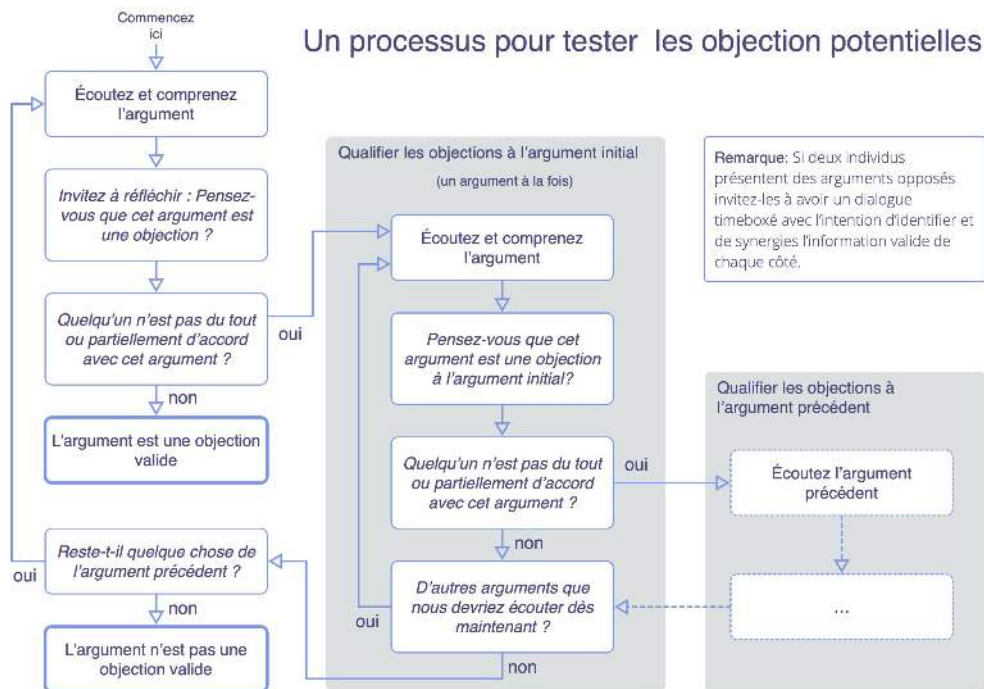 Commencez
ici
Un processus pour tester les objection potentielles
Écoutez et comprenez
l'argument
Invitez à réfléchir : Pensez-
vous que cet argument est
une objection ?
Quelqu'un n'est pas du tout
ou partiellement d'accord
avec cet argument ?
oui
non
L'argument est une objection
valide
Reste-t-il quelque chose de
l'argument précédent ?
oui
non
L'argument n'est pas une
objection valide
Qualifier les objections à l'argument initial
(un argument à la fois)
Écoutez et comprenez
l'argument
Pensez-vous que cet
argument est une objection
à l'argument initial?
Quelqu'un n'est pas du tout
ou partiellement d'accord
avec cet argument ?
oui
non
D'autres arguments que
nous devriez écouter dès
maintenant ?
oui
non
Remarque: Si deux individus
présentent des arguments opposés
invitez-les à avoir un dialogue
timeboxé avec l'intention d'identifier et
de synergies l'information valide de
chaque côté.
Qualifier les objections à
l'argument précédent
Écoutez l'argument
précédent
...